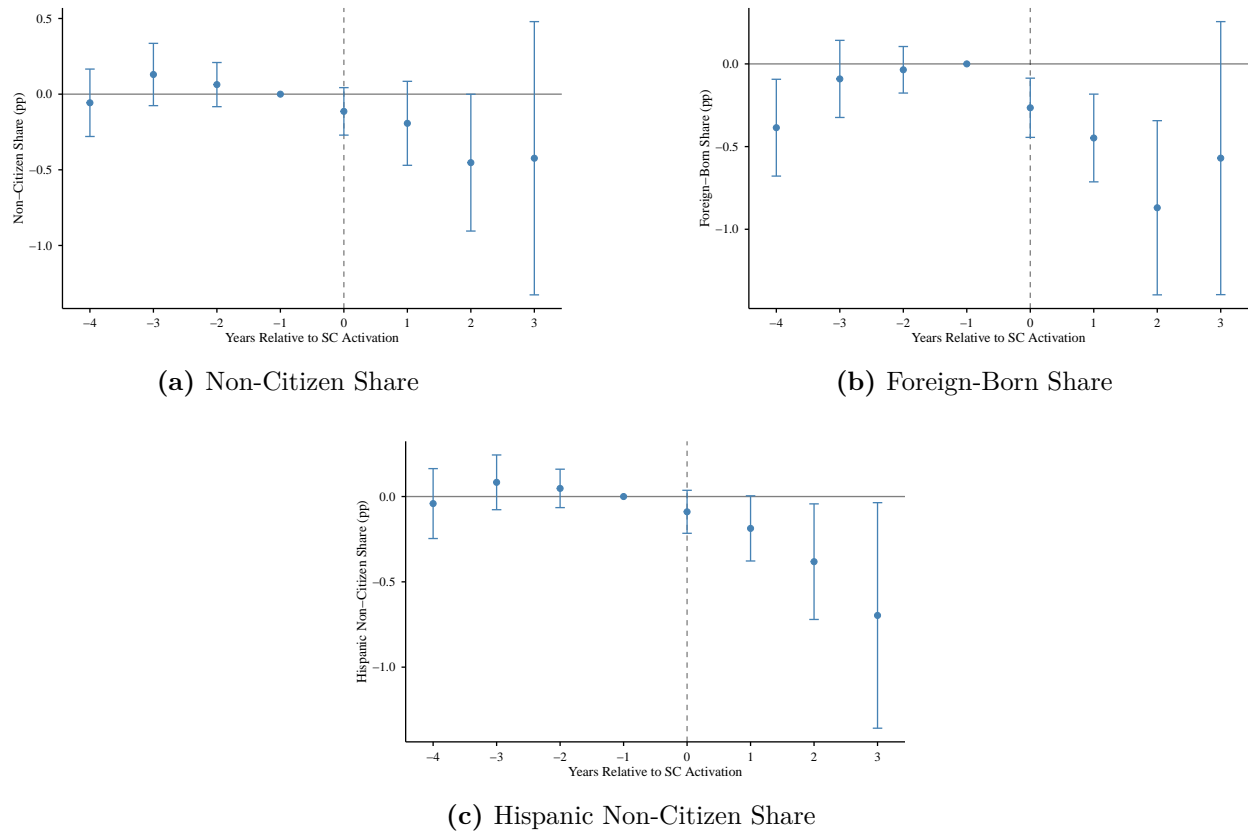 0.5
0.0
−0.5
−1.0
Non−Citizen Share (pp)
−4 −3 −2 −1 0 1 2 3
Years Relative to SC Activation
(a) Non-Citizen Share
0.0
−0.5
−1.0
Foreign−Born Share (pp)
−4 −3 −2 −1 0 1 2 3
Years Relative to SC Activation
(b) Foreign-Born Share
0.0
−0.5
−1.0
Hispanic Non−Citizen Share (pp)
−4 −3 −2 −1 0 1 2 3
Years Relative to SC Activation
(c) Hispanic Non-Citizen Share